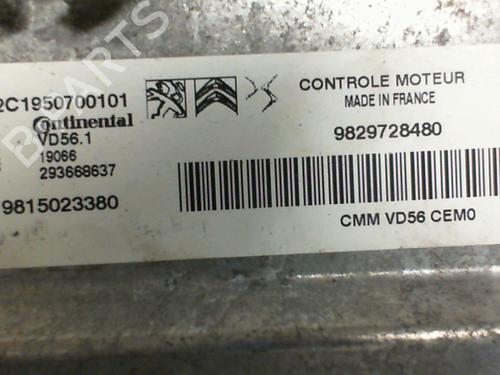 2C1950700101
Continental
VD56.1
19066
293668637
9815023380
CONTROLE MOTEUR
MADE IN FRANCE
9829728480
CMM VD56 CEM0